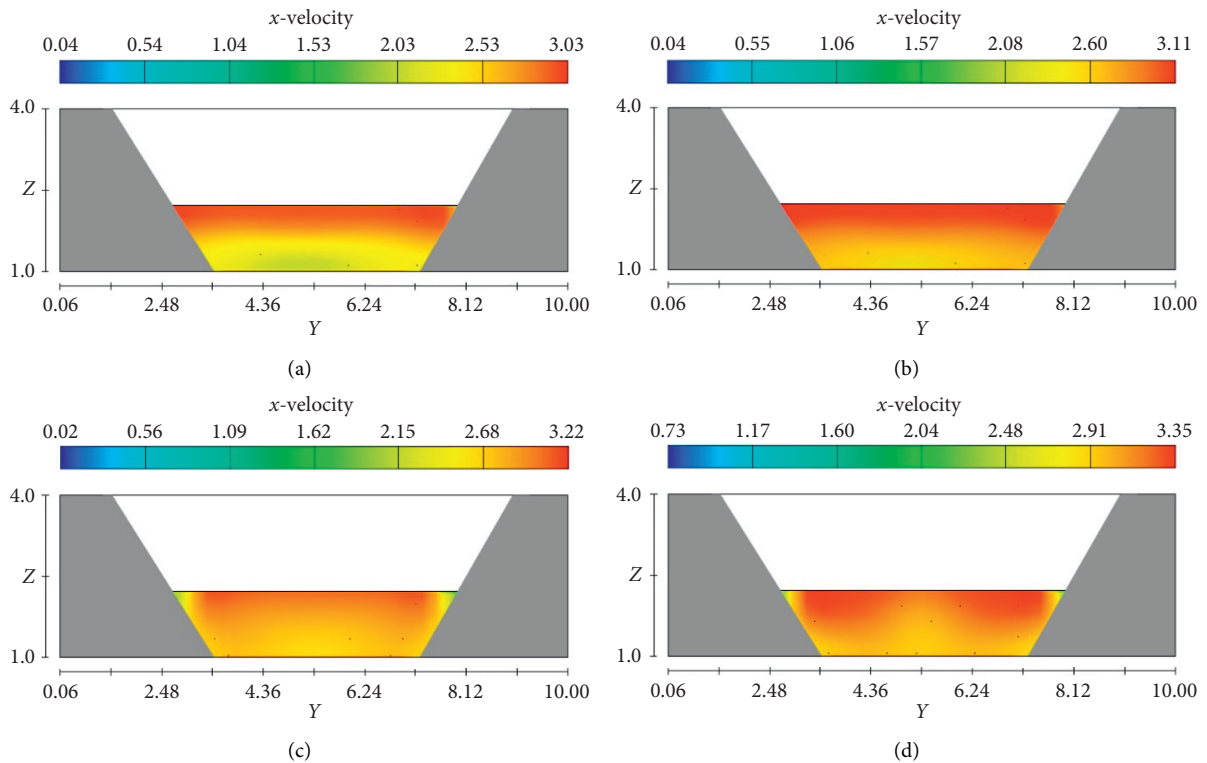 x-velocity
0.04 0.54 1.04 1.53 2.03 2.53 3.03
4.0
Z
1.0
0.06 2.48 4.36 6.24 8.12 10.00
Y
(a)
x-velocity
0.04 0.55 1.06 1.57 2.08 2.60 3.11
4.0
Z
1.0
0.06 2.48 4.36 6.24 8.12 10.00
Y
(b)
x-velocity
0.02 0.56 1.09 1.62 2.15 2.68 3.22
4.0
Z
1.0
0.06 2.48 4.36 6.24 8.12 10.00
Y
(c)
x-velocity
0.73 1.17 1.60 2.04 2.48 2.91 3.35
4.0
Z
1.0
0.06 2.48 4.36 6.24 8.12 10.00
Y
(d)